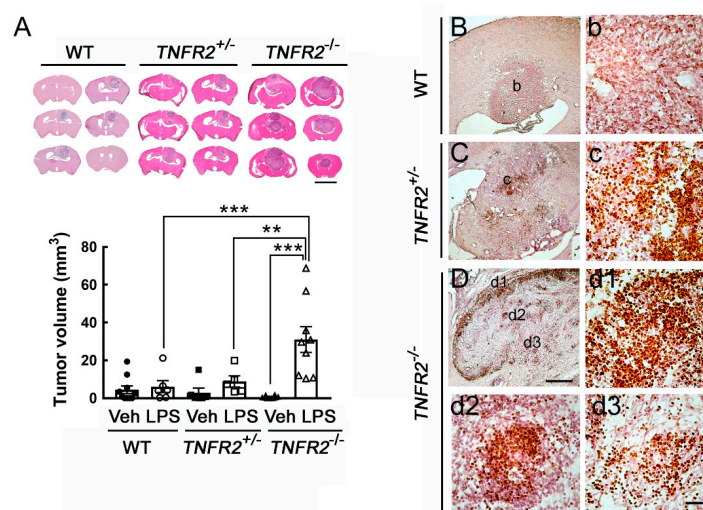 A
WT TNFR2+/- TNFR2-/-
***
**
***
Tumor volume (mm3)
80
60
40
20
0
Veh LPS Veh LPS Veh LPS
WT TNFR2+/- TNFR2-/-
B b
WT
b
C c
TNFR2+/-
c
D d1
d1
d2
d3
TNFR2-/-
d2 d3